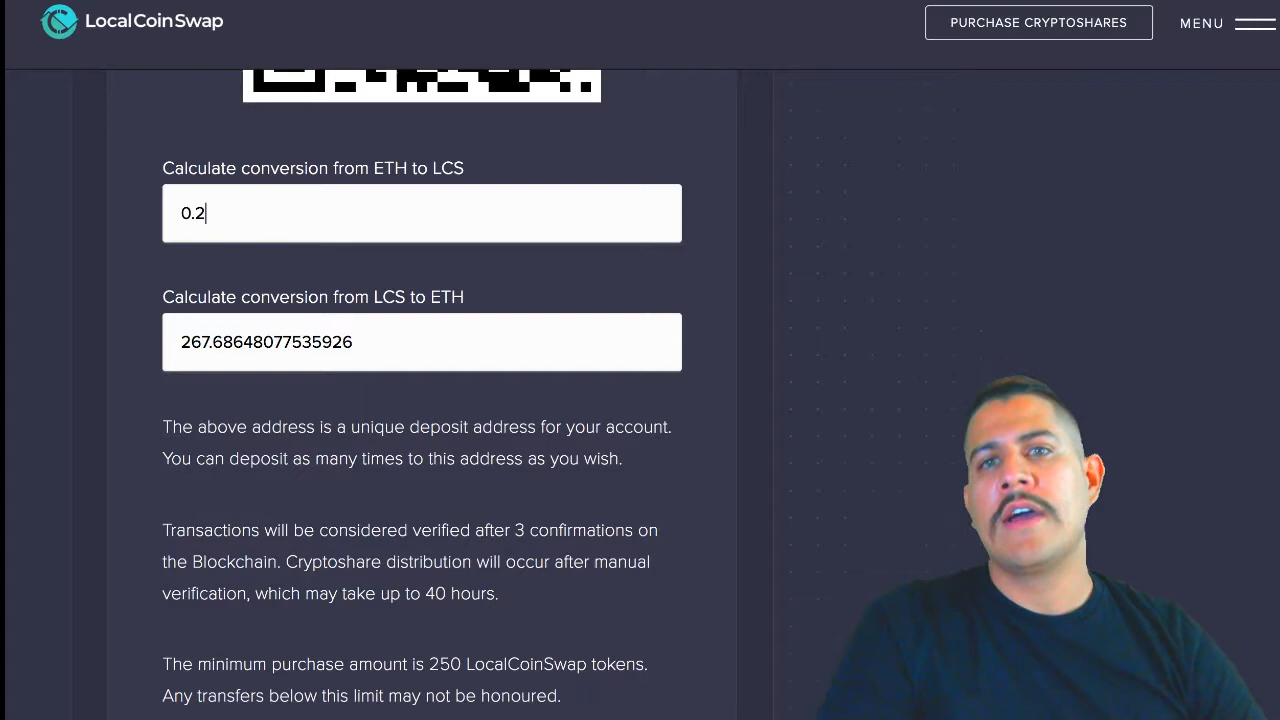 LocalCoinSwap
PURCHASE CRYPTOSHARES
MENU
Calculate conversion from ETH to LCS
0.2
Calculate conversion from LCS to ETH
267.68648077535926
The above address is a unique deposit address for your account.
You can deposit as many times to this address as you wish.
Transactions will be considered verified after 3 confirmations on
the Blockchain. Cryptoshare distribution will occur after manual
verification, which may take up to 40 hours.
The minimum purchase amount is 250 LocalCoinSwap tokens.
Any transfers below this limit may not be honoured.